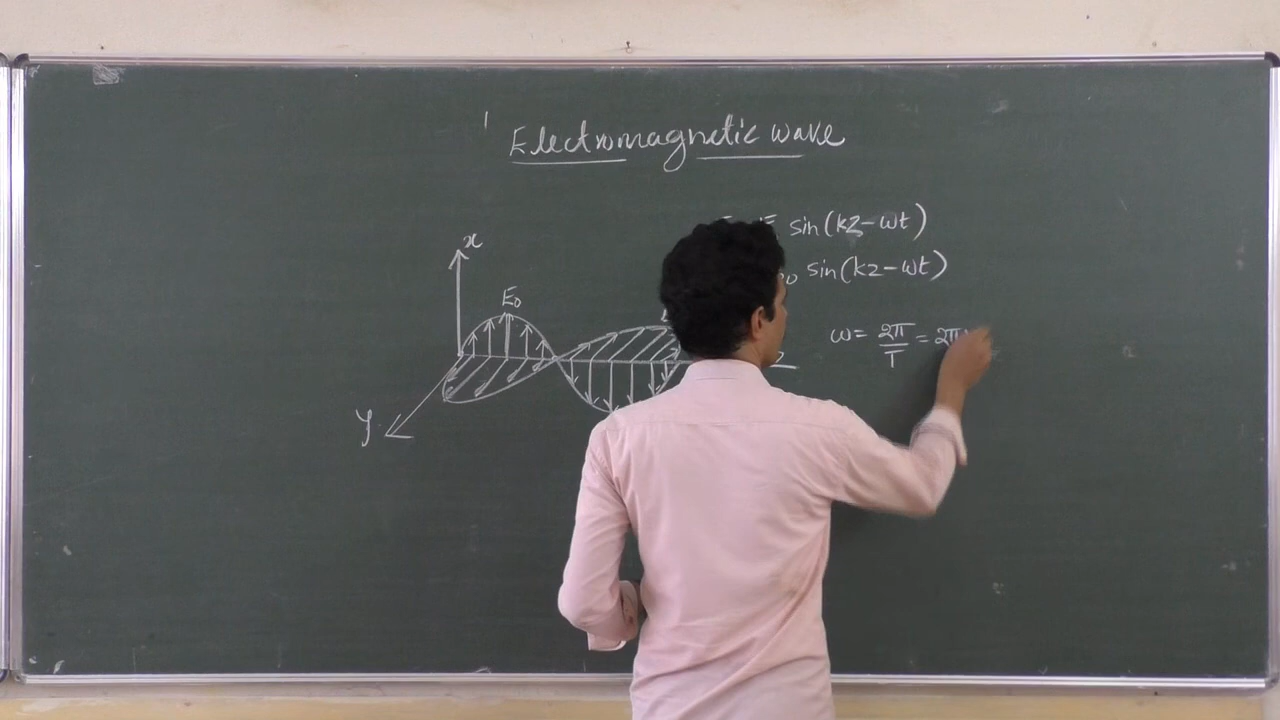 Electromagnetic wave
sin(kz-ωt)
sin(kz-ωt)
x
E₀
ω = 2π/T = 2π
y